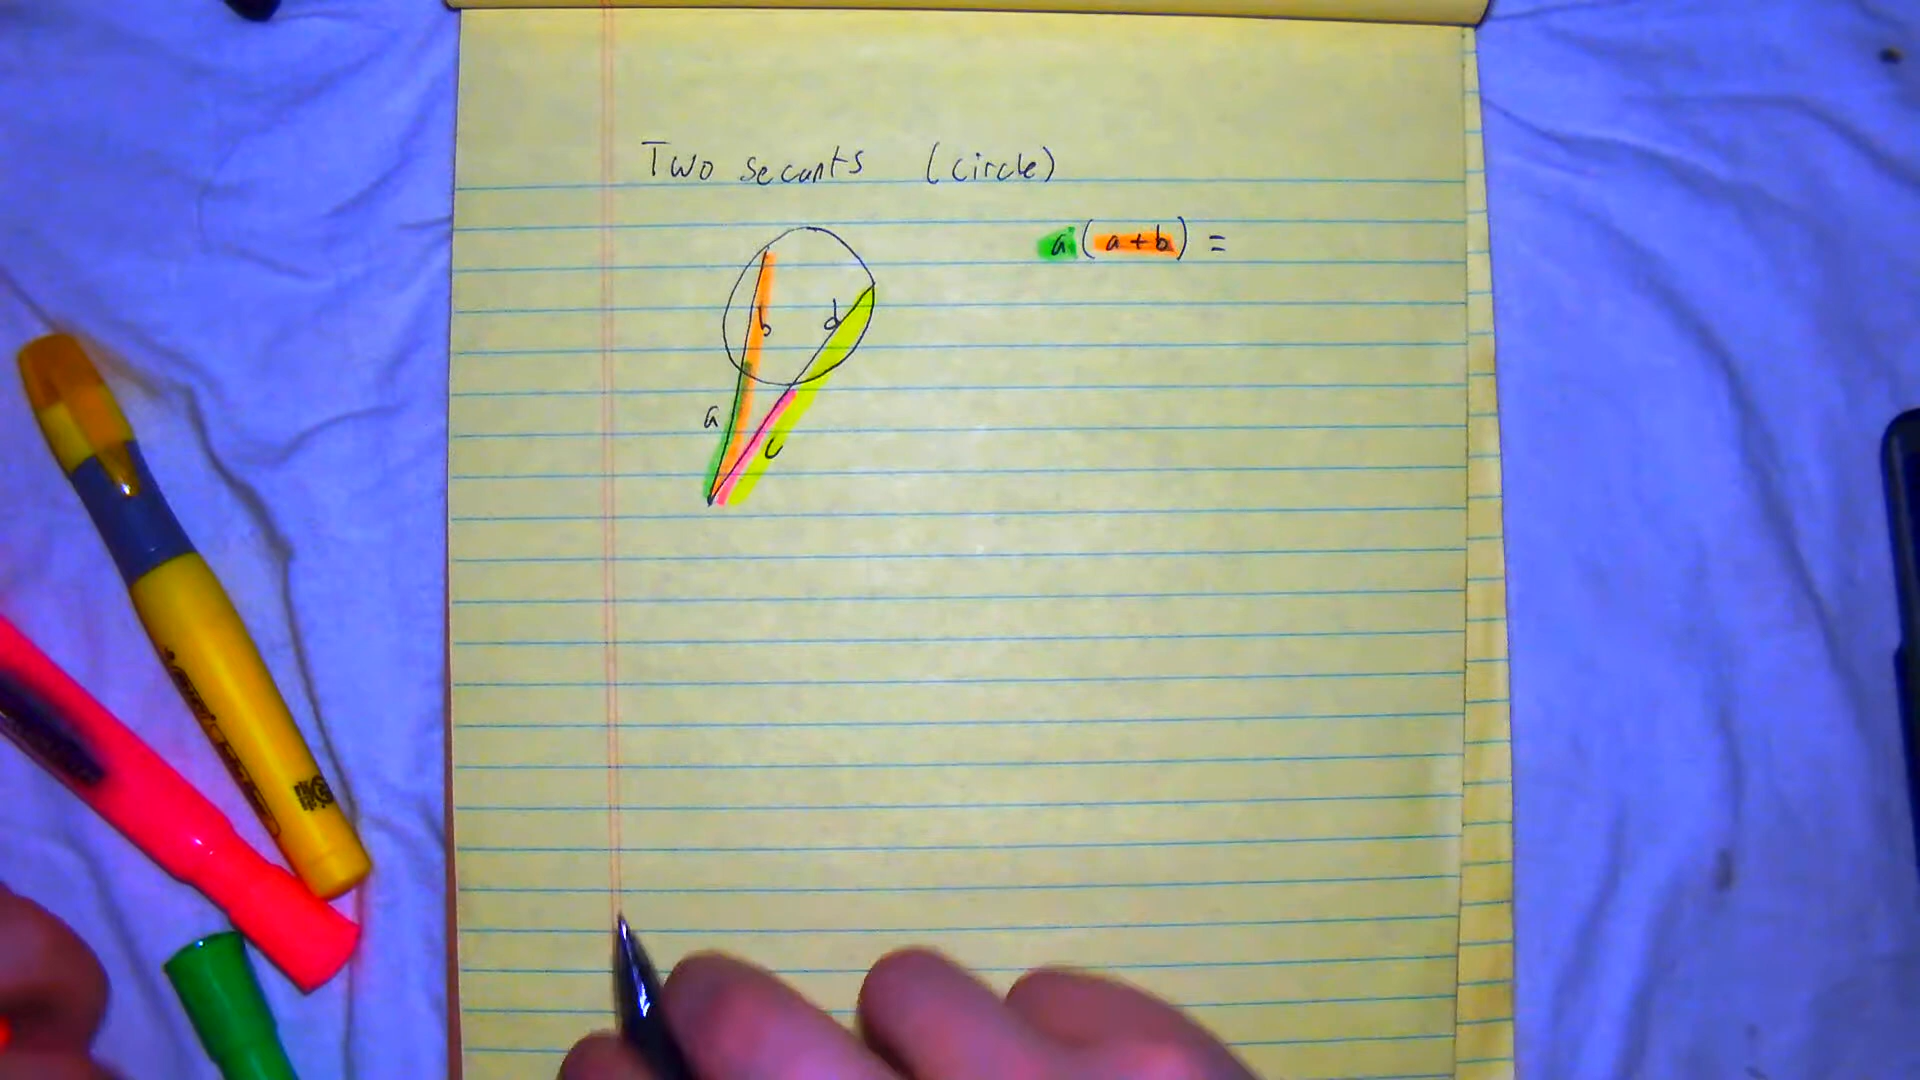 Two secants (circle)
a(a+b) =
b
d
a
c